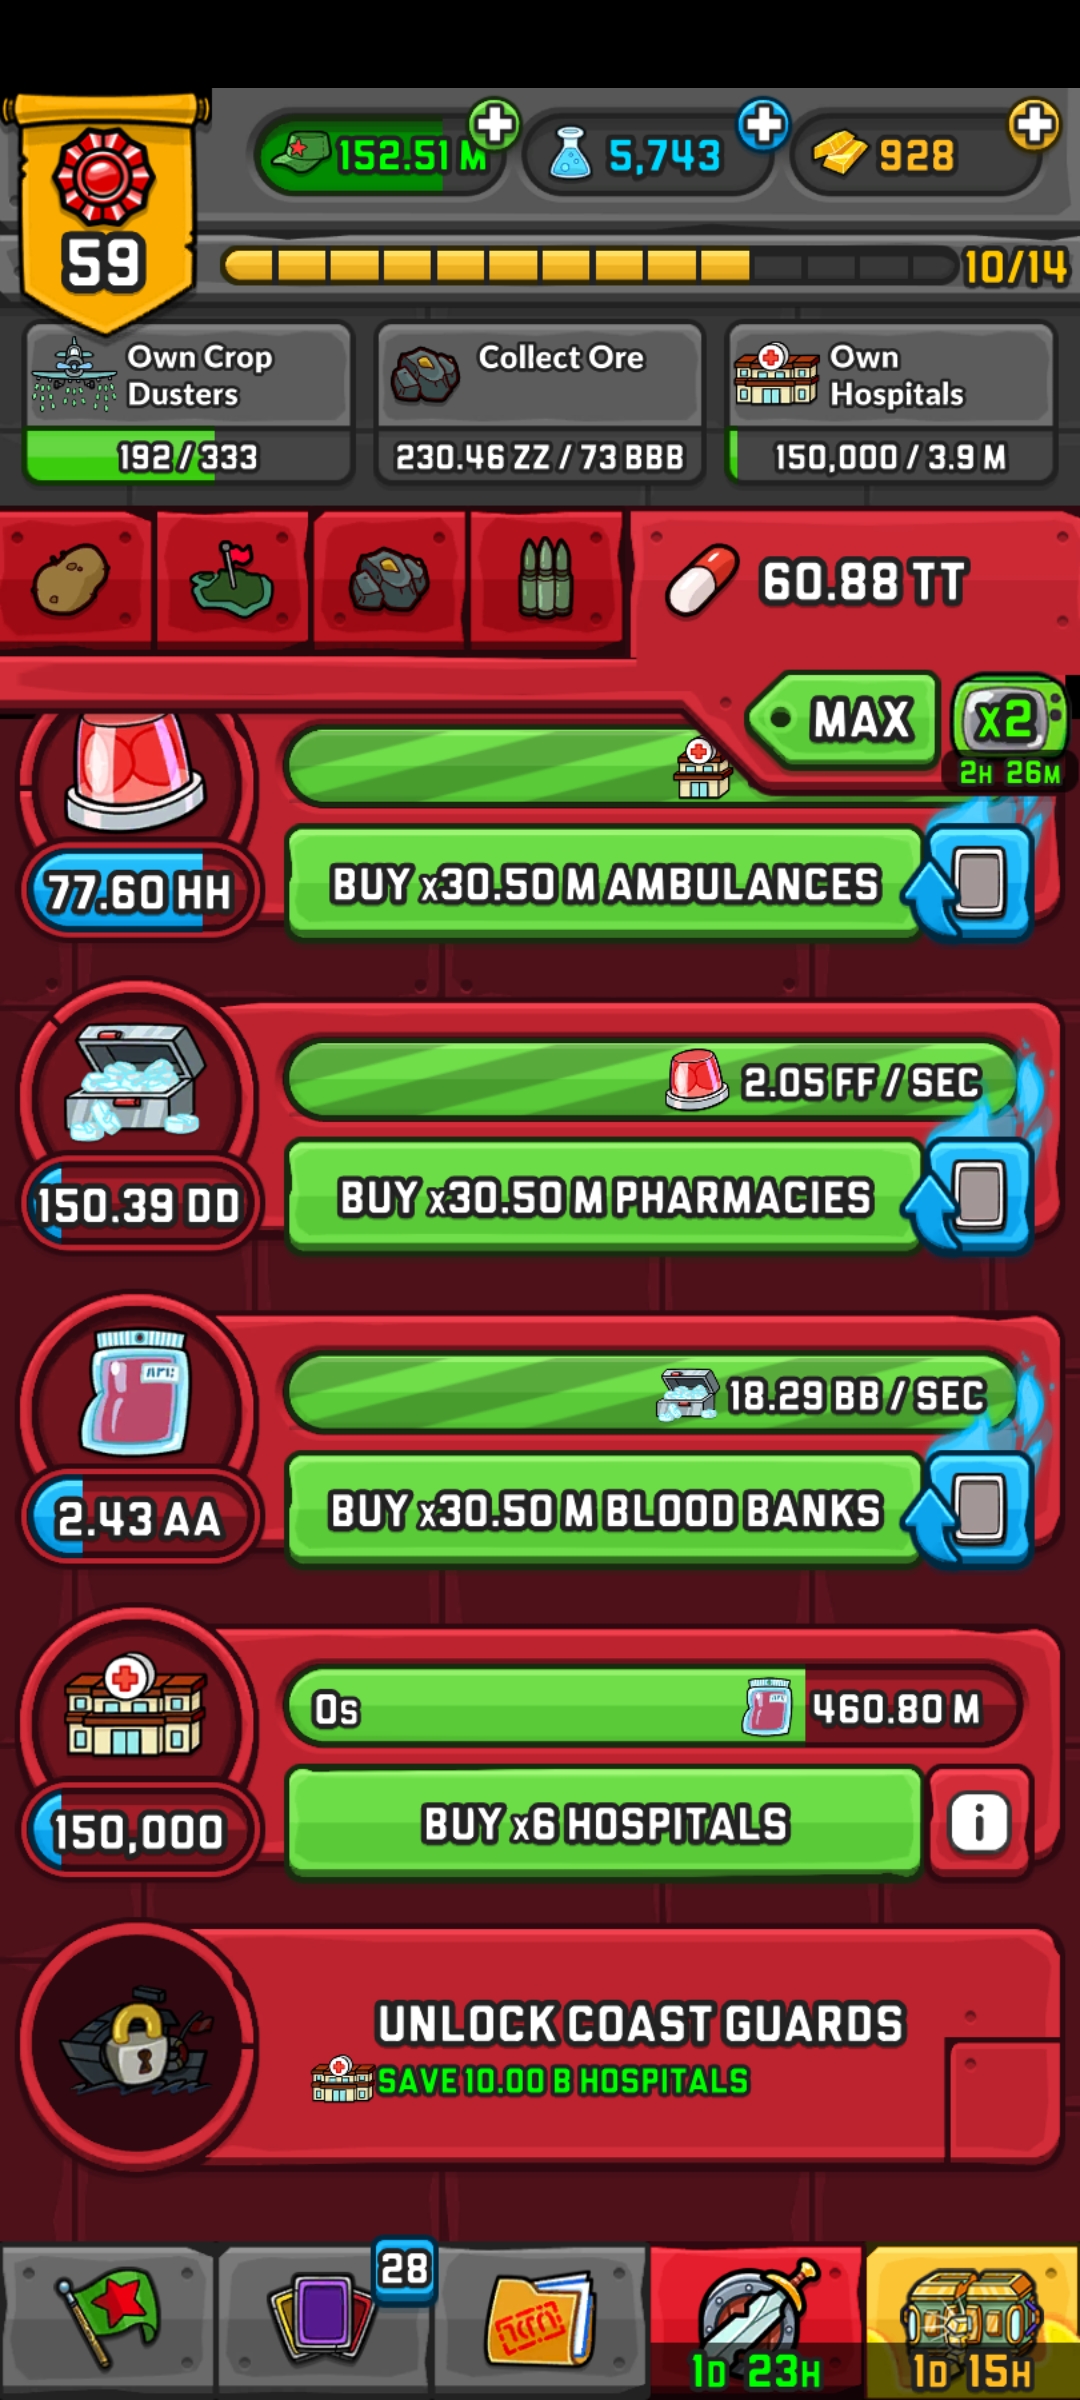 152.51 M
5,743
928
59
10/14
Own Crop
Dusters
Collect Ore
Own
Hospitals
192/333
230.46 ZZ / 73 BBB
150,000 / 3.9 M
60.88 TT
MAX
x2
2H 26M
77.60 HH
BUY x30.50 M AMBULANCES
2.05 FF / SEC
150.39 DD
BUY x30.50 M PHARMACIES
18.29 BB / SEC
2.43 AA
BUY x30.50 M BLOOD BANKS
0s
460.80 M
150,000
BUY x6 HOSPITALS
i
UNLOCK COAST GUARDS
SAVE 10.00 B HOSPITALS
28
1D 23H
1D 15H